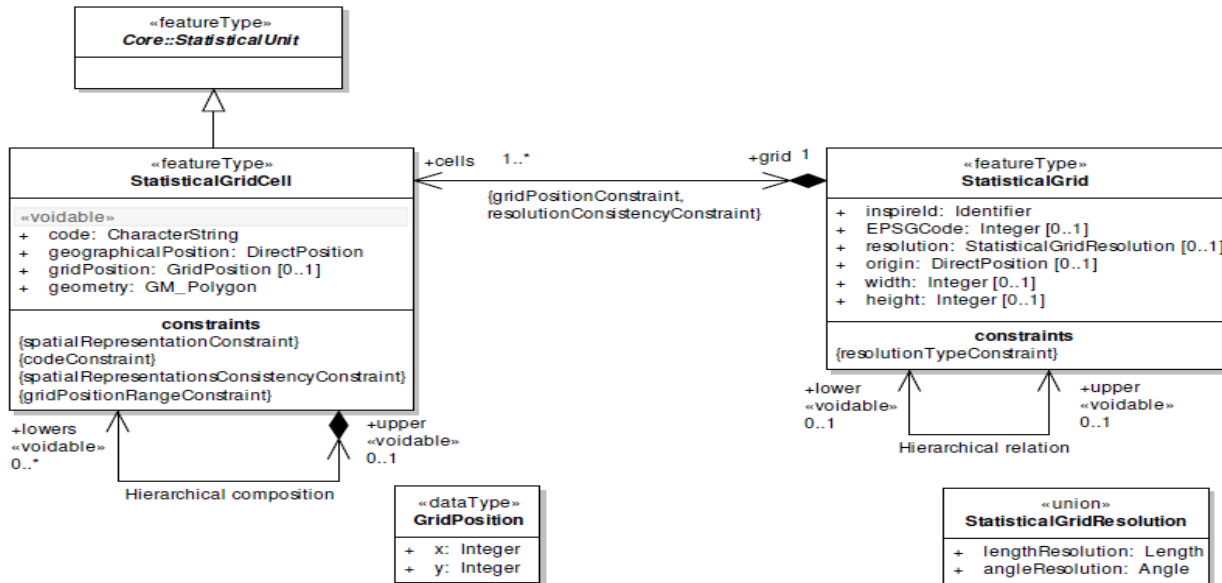 «featureType»
Core::StatisticalUnit
«featureType»
StatisticalGridCell
«voidable»
+ code: CharacterString
+ geographicalPosition: DirectPosition
+ gridPosition: GridPosition [0..1]
+ geometry: GM_Polygon
constraints
{spatialRepresentationConstraint}
{codeConstraint}
{spatialRepresentationsConsistencyConstraint}
{gridPositionRangeConstraint}
+cells 1..* +grid 1
{gridPositionConstraint,
resolutionConsistencyConstraint}
«featureType»
StatisticalGrid
+ inspireId: Identifier
+ EPSGCode: Integer [0..1]
+ resolution: StatisticalGridResolution [0..1]
+ origin: DirectPosition [0..1]
+ width: Integer [0..1]
+ height: Integer [0..1]
constraints
{resolutionTypeConstraint}
+lowers
«voidable»
0..*
+upper
«voidable»
0..1
Hierarchical composition
+lower
«voidable»
0..1
+upper
«voidable»
0..1
Hierarchical relation
«dataType»
GridPosition
+ x: Integer
+ y: Integer
«union»
StatisticalGridResolution
+ lengthResolution: Length
+ angleResolution: Angle